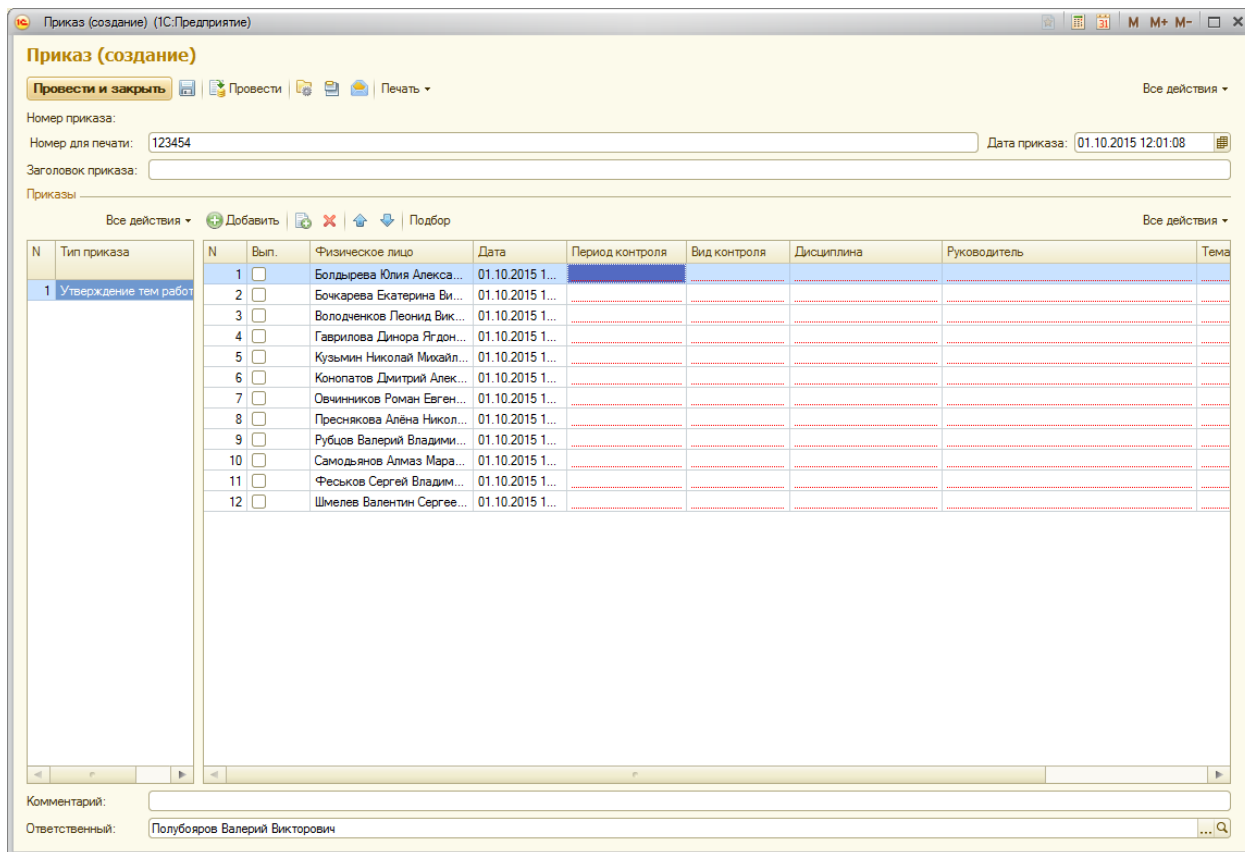 Приказ (создание) (1С:Предприятие) 31 M M+ M-
Приказ (создание)
Провести и закрыть Провести Печать Все действия
Номер приказа:
Номер для печати: 123454 Дата приказа: 01.10.2015 12:01:08
Заголовок приказа:
Приказы
Все действия Добавить Подбор Все действия
N Тип приказа N Вып. Физическое лицо Дата Период контроля Вид контроля Дисциплина Руководитель Тема
1 Утверждение тем работ
1 Болдырева Юлия Алекса... 01.10.2015 1...
2 Бочкарева Екатерина Ви... 01.10.2015 1...
3 Володченков Леонид Вик... 01.10.2015 1...
4 Гаврилова Динора Ягдон... 01.10.2015 1...
5 Кузьмин Николай Михайл... 01.10.2015 1...
6 Конопатов Дмитрий Алек... 01.10.2015 1...
7 Овчинников Роман Евген... 01.10.2015 1...
8 Преснякова Алёна Никол... 01.10.2015 1...
9 Рубцов Валерий Владими... 01.10.2015 1...
10 Самодьянов Алмаз Мара... 01.10.2015 1...
11 Феськов Сергей Владим... 01.10.2015 1...
12 Шмелев Валентин Сергее... 01.10.2015 1...
Комментарий:
Ответственный: Полубояров Валерий Викторович ...